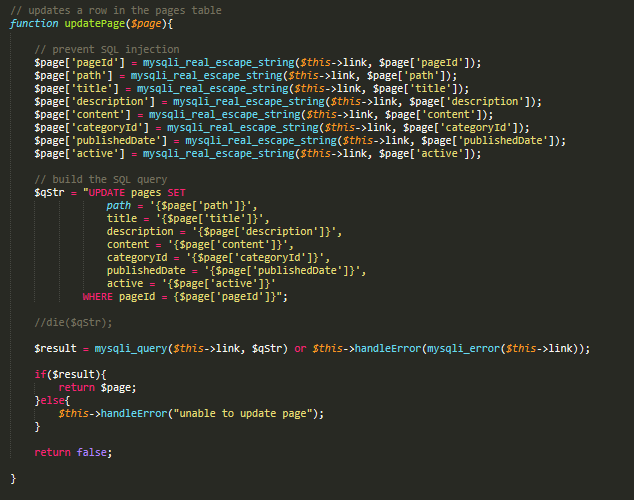 // updates a row in the pages table
function updatePage($page){
// prevent SQL injection
$page['pageId'] = mysqli_real_escape_string($this->link, $page['pageId']);
$page['path'] = mysqli_real_escape_string($this->link, $page['path']);
$page['title'] = mysqli_real_escape_string($this->link, $page['title']);
$page['description'] = mysqli_real_escape_string($this->link, $page['description']);
$page['content'] = mysqli_real_escape_string($this->link, $page['content']);
$page['categoryId'] = mysqli_real_escape_string($this->link, $page['categoryId']);
$page['publishedDate'] = mysqli_real_escape_string($this->link, $page['publishedDate']);
$page['active'] = mysqli_real_escape_string($this->link, $page['active']);
// build the SQL query
$qStr = "UPDATE pages SET
path = '{$page['path']}',
title = '{$page['title']}',
description = '{$page['description']}',
content = '{$page['content']}',
categoryId = '{$page['categoryId']}',
publishedDate = '{$page['publishedDate']}',
active = '{$page['active']}'
WHERE pageId = {$page['pageId']}";
//die($qStr);
$result = mysqli_query($this->link, $qStr) or $this->handleError(mysqli_error($this->link));
if($result){
return $page;
}else{
$this->handleError("unable to update page");
}
return false;
}